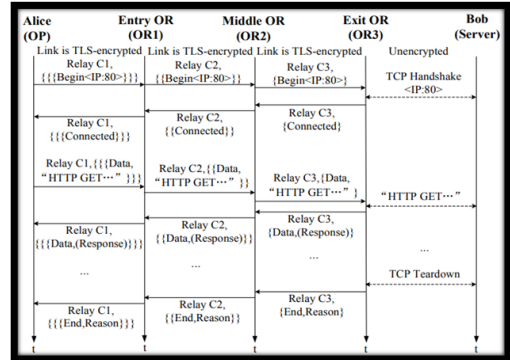 Alice Entry OR Middle OR Exit OR Bob
(OP) (OR1) (OR2) (OR3) (Server)
Link is TLS-encrypted Link is TLS-encrypted Link is TLS-encrypted Unencrypted
Relay C1,
{{{Begin<IP:80>}}}
Relay C2,
{{Begin<IP:80>}}
Relay C3,
{Begin<IP:80>}
TCP Handshake
<IP:80>
Relay C1,
{{{Connected}}}
Relay C2,
{{Connected}}
Relay C3,
{Connected}
Relay C1,{{{Data,
“HTTP GET…” }}}
Relay C2,{{Data,
“HTTP GET…” }}
Relay C3,{Data,
“HTTP GET…” }
“HTTP GET…”
Relay C1,
{{{Data,(Response)}}}
Relay C2,
{{Data,(Response)}}
Relay C3,
{Data,(Response)}
... ... ... ...
TCP Teardown
Relay C1,
{{{End,Reason}}}
Relay C2,
{{End,Reason}}
Relay C3,
{End,Reason}
t t t t t